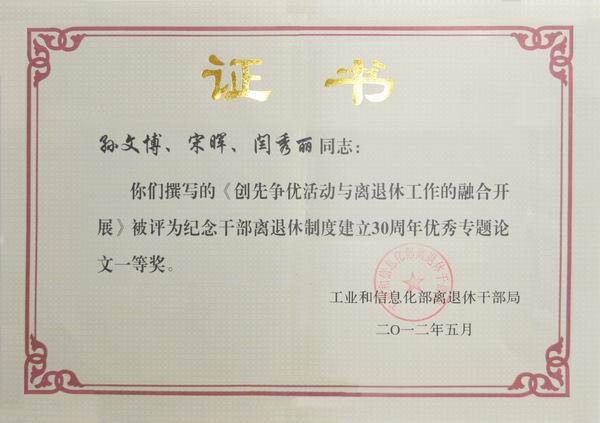 证书
孙文博、宋晖、闫秀丽同志：
你们撰写的《创先争优活动与离退休工作的融合开
展》被评为纪念干部离退休制度建立30周年优秀专题论
文一等奖。
工业和信息化部离退休干部局
二〇一二年五月